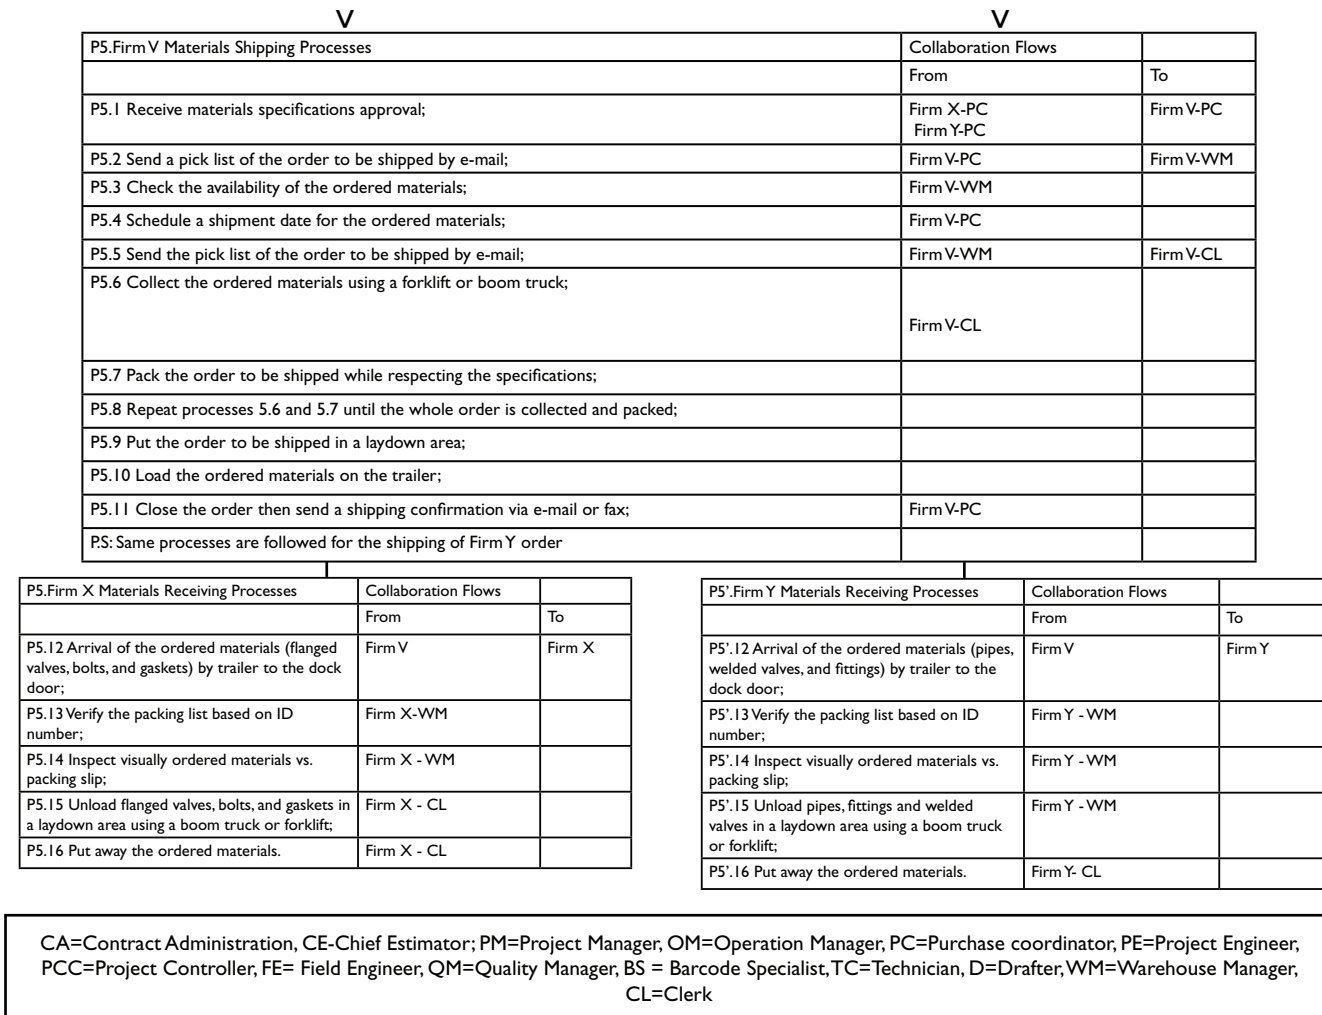 V V
P5.Firm V Materials Shipping Processes Collaboration Flows
From To
P5.1 Receive materials specifications approval; Firm X-PC Firm V-PC
Firm Y-PC
P5.2 Send a pick list of the order to be shipped by e-mail; Firm V-PC Firm V-WM
P5.3 Check the availability of the ordered materials; Firm V-WM
P5.4 Schedule a shipment date for the ordered materials; Firm V-PC
P5.5 Send the pick list of the order to be shipped by e-mail; Firm V-WM Firm V-CL
P5.6 Collect the ordered materials using a forklift or boom truck;
Firm V-CL
P5.7 Pack the order to be shipped while respecting the specifications;
P5.8 Repeat processes 5.6 and 5.7 until the whole order is collected and packed;
P5.9 Put the order to be shipped in a laydown area;
P5.10 Load the ordered materials on the trailer;
P5.11 Close the order then send a shipping confirmation via e-mail or fax; Firm V-PC
P.S: Same processes are followed for the shipping of Firm Y order
P5.Firm X Materials Receiving Processes Collaboration Flows
From To
P5.12 Arrival of the ordered materials (flanged Firm V Firm X
valves, bolts, and gaskets) by trailer to the dock
door;
P5.13 Verify the packing list based on ID Firm X-WM
number;
P5.14 Inspect visually ordered materials vs. Firm X - WM
packing slip;
P5.15 Unload flanged valves, bolts, and gaskets in Firm X - CL
a laydown area using a boom truck or forklift;
P5.16 Put away the ordered materials. Firm X - CL
P5'.Firm Y Materials Receiving Processes Collaboration Flows
From To
P5'.12 Arrival of the ordered materials (pipes, Firm V Firm Y
welded valves, and fittings) by trailer to the
dock door;
P5'.13 Verify the packing list based on ID Firm Y - WM
number;
P5'.14 Inspect visually ordered materials vs. Firm Y - WM
packing slip;
P5'.15 Unload pipes, fittings and welded Firm Y - WM
valves in a laydown area using a boom truck
or forklift;
P5'.16 Put away the ordered materials. Firm Y- CL
CA=Contract Administration, CE-Chief Estimator; PM=Project Manager, OM=Operation Manager, PC=Purchase coordinator, PE=Project Engineer,
PCC=Project Controller, FE= Field Engineer, QM=Quality Manager, BS = Barcode Specialist, TC=Technician, D=Drafter, WM=Warehouse Manager,
CL=Clerk